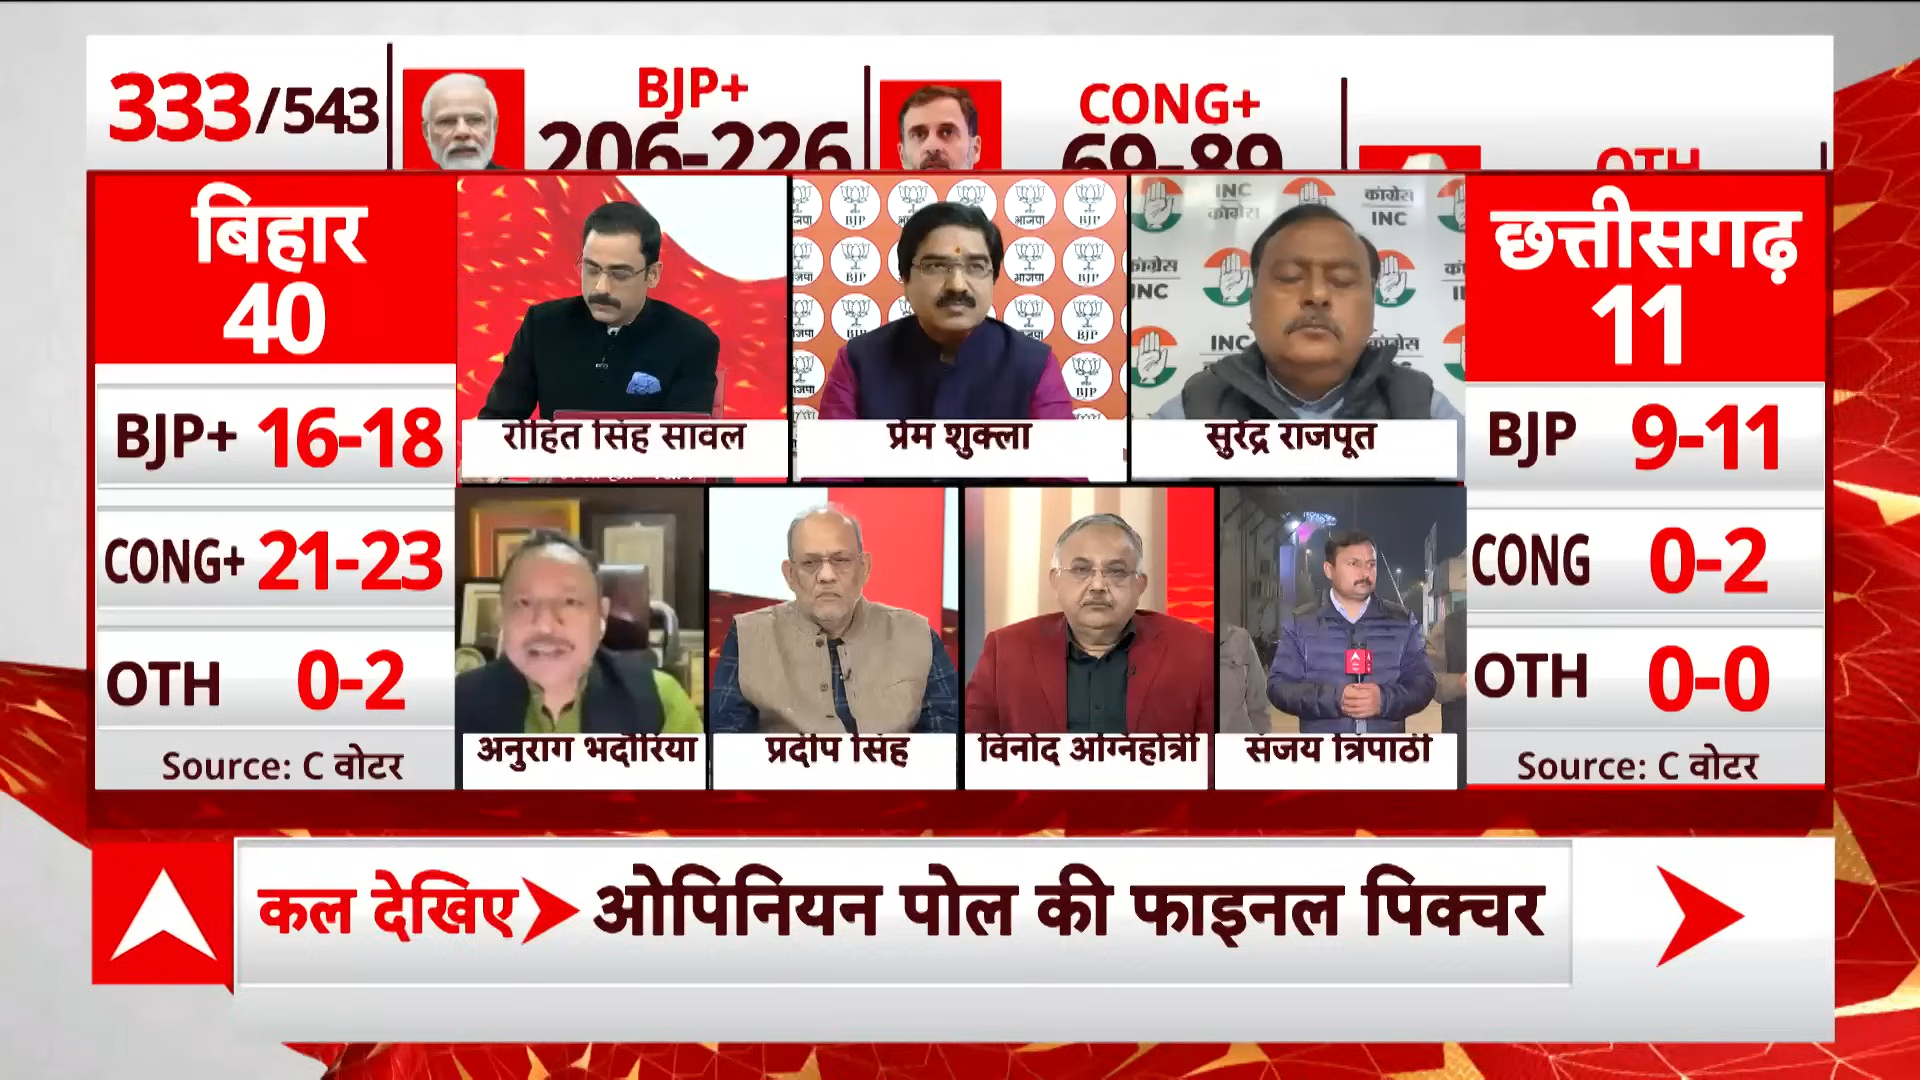 333/543
BJP+
206-226
CONG+
69-89
OTH
बिहार
40
BJP+ 16-18
CONG+ 21-23
OTH 0-2
Source: C वोटर
रोहित सिंह सावल
प्रेम शुक्ला
सुरेंद्र राजपूत
अनुराग भदौरिया
प्रदीप सिंह
विनोद अग्निहोत्री
संजय त्रिपाठी
छत्तीसगढ़
11
BJP 9-11
CONG 0-2
OTH 0-0
Source: C वोटर
कल देखिए
ओपिनियन पोल की फाइनल पिक्चर